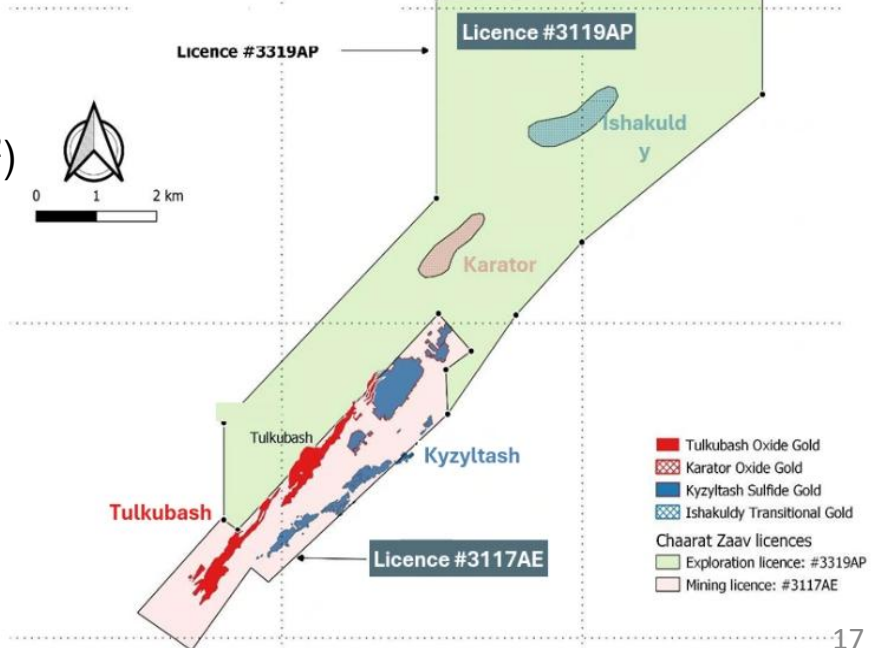 Licence #3119AP
Licence #3319AP
Ishakuld
y
)
0 1 2 km
Karator
Tulkubash
Kyzyltash
Tulkubash
Licence #3117AE
Tulkubash Oxide Gold
Karator Oxide Gold
Kyzyltash Sulfide Gold
Ishakuldy Transitional Gold
Chaarat Zaav licences
Exploration licence: #3319AP
Mining licence: #3117AE
17